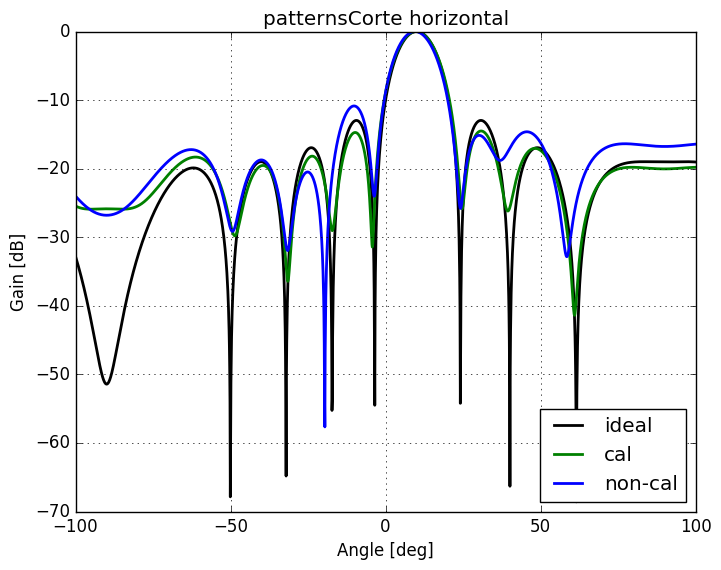 patternsCorte horizontal
Gain [dB]
0
−10
−20
−30
−40
−50
−60
−70
−100
−50
0
50
100
Angle [deg]
ideal
cal
non-cal